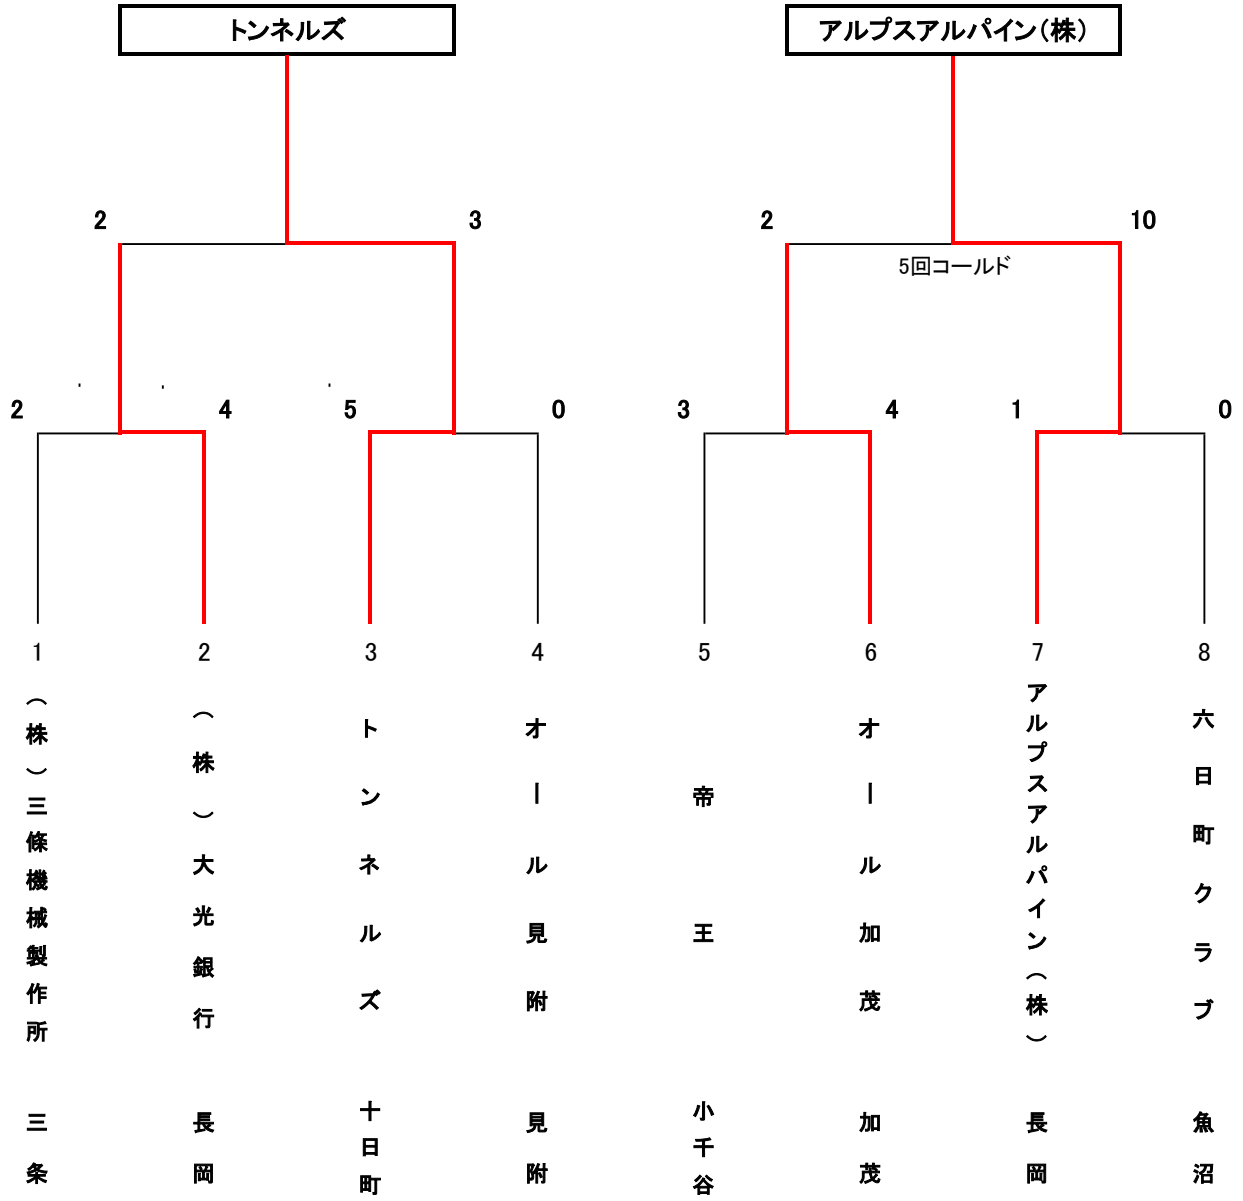 トンネルズ
アルプスアルパイン(株)
2
3
2
10
5回コールド
2
4
5
0
3
4
1
0
1
2
3
4
5
6
7
8
(株)三條機械製作所
(株)大光銀行
トンネルズ
オール見附
帝王
オール加茂
アルプスアルパイン(株)
六日町クラブ
三条
長岡
十日町
見附
小千谷
加茂
長岡
魚沼